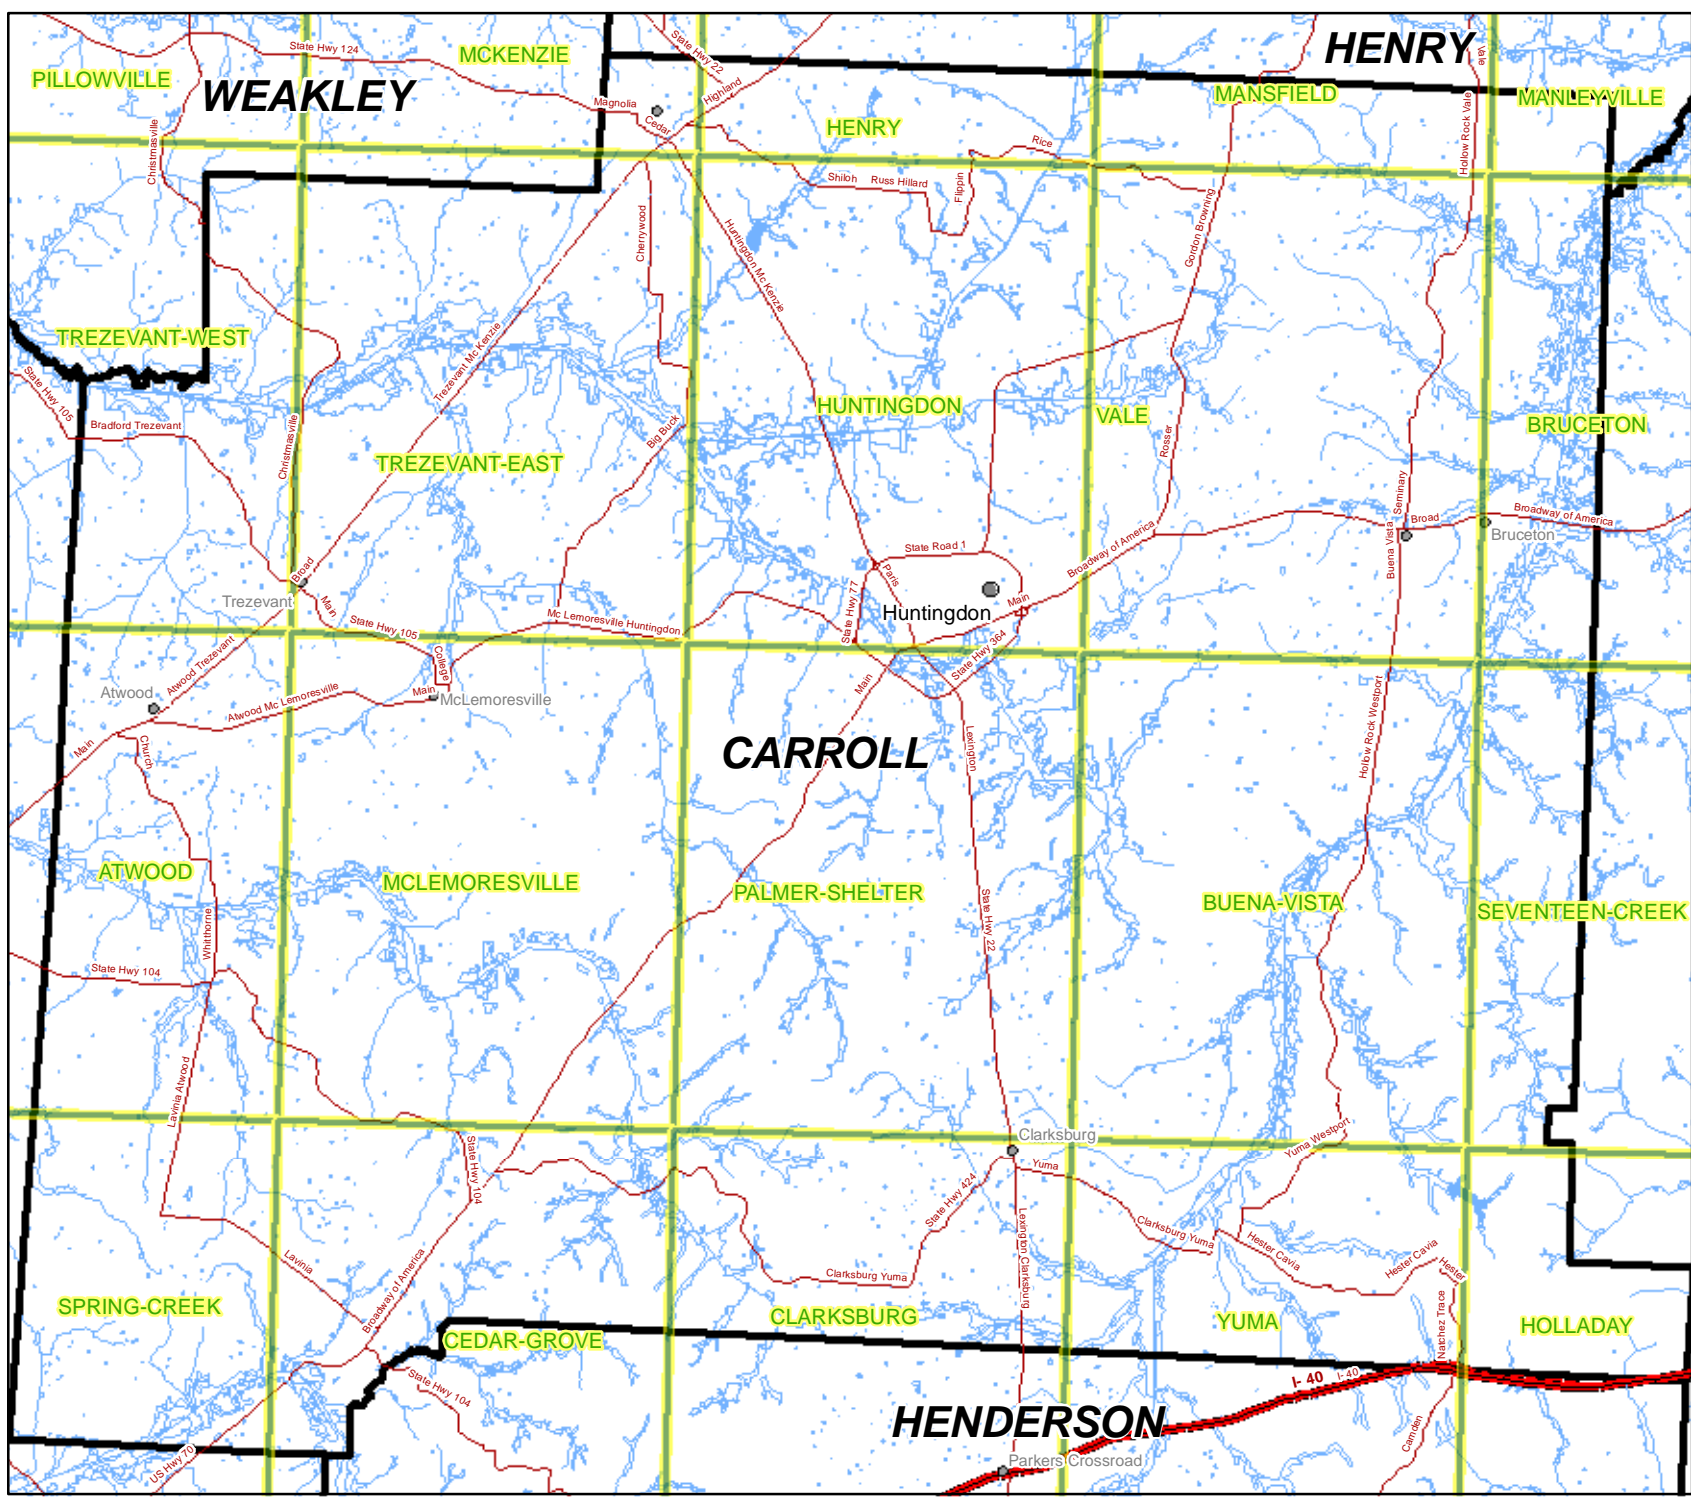 HENRY
State Hwy 22
Vale
State Hwy 124
MCKENZIE
PILLOWVILLE
WEAKLEY
Highland
MANSFIELD
MANLEYVILLE
Magnolia
Cedar
HENRY
Hollow Rock Vale
Christmasville
Rice
Shiloh
Russ Hillard
Flippin
Cherrywood
Huntingdon Mc Kenzie
Gordon Browning
TREZEVANT-WEST
Trezevant Mc Kenzie
State Hwy 105
HUNTINGDON
VALE
BRUCETON
Bradford Trezevant
Christmasville
Big Buck
Rosser
TREZEVANT-EAST
Seminary
Broadway of America
Broad
Bruceton
Buena Vista
Broadway of America
State Road 1
Paris
Broad
Trezevant
Main
State Hwy 77
Huntingdon
Main
Mc Lemoresville Huntingdon
State Hwy 105
State Hwy 364
College
Atwood Trezevant
Main
Atwood
Main
McLemoresville
Atwood Mc Lemoresville
Hollow Rock Westport
Main
Church
Lexington
CARROLL
ATWOOD
MCLEMORESVILLE
PALMER-SHELTER
BUENA-VISTA
SEVENTEEN-CREEK
Whitthorne
State Hwy 22
State Hwy 104
Lavinia Atwood
Clarksburg
Yuma Westport
State Hwy 104
Yuma
State Hwy 424
Clarksburg Yuma
Hester Cavia
Hester Cavia
Hester
Lavinia
Broadway of America
Clarksburg Yuma
Lexington Clarksburg
SPRING-CREEK
CEDAR-GROVE
CLARKSBURG
YUMA
Natchez Trace
HOLLADAY
State Hwy 104
I- 40
I- 40
HENDERSON
Camden
US Hwy 70
Parkers Crossroad